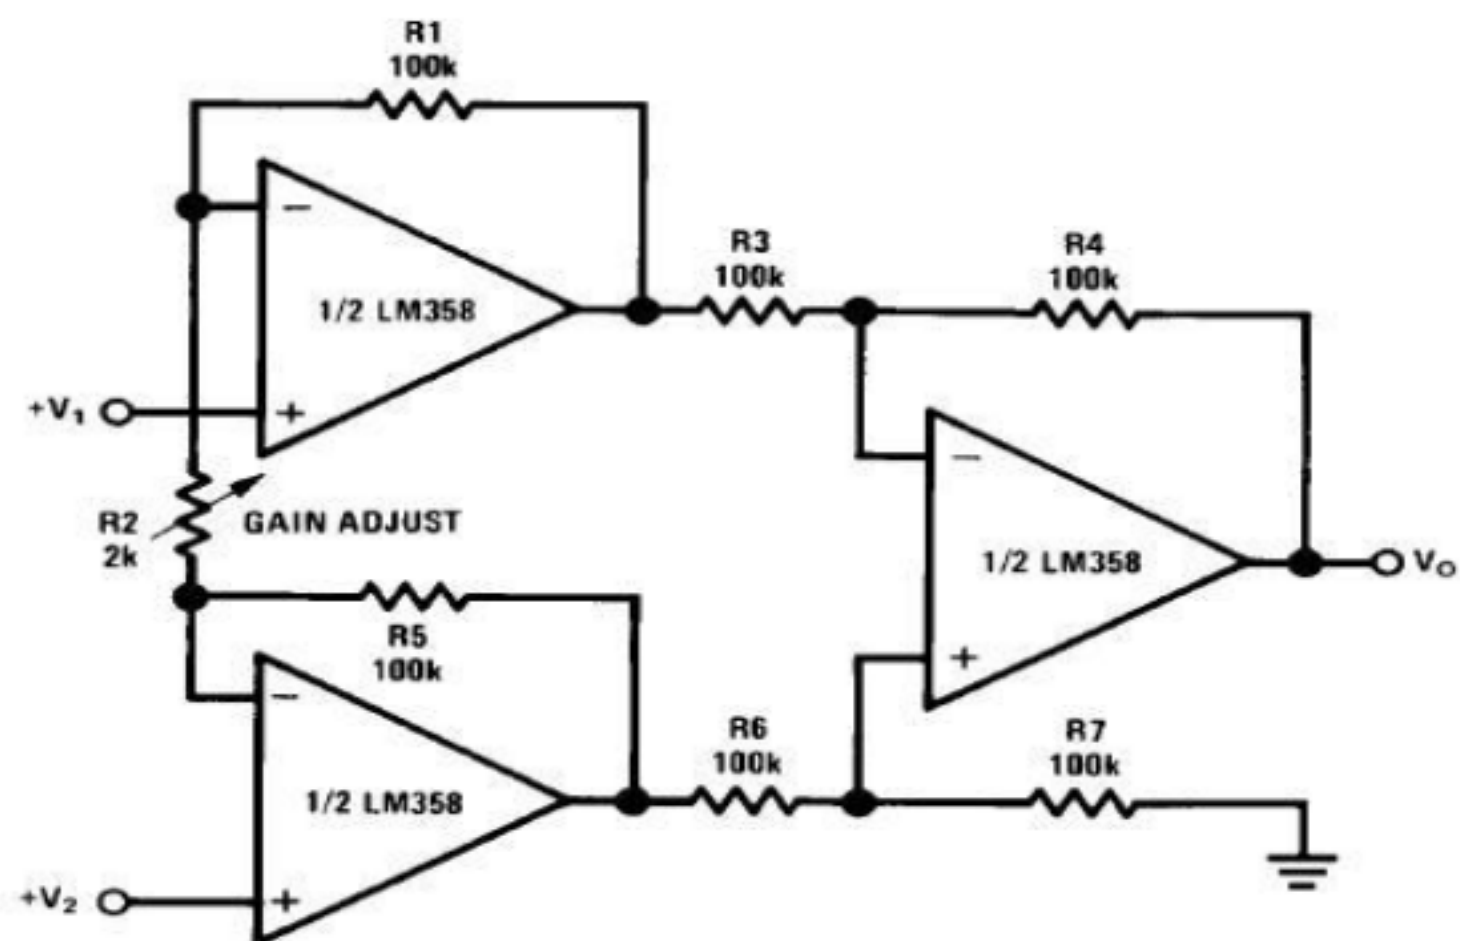 R1
100k
−
1/2 LM358
+V₁
+
R3
100k
R4
100k
R2
2k
GAIN ADJUST
−
1/2 LM358
Vo
+
R5
100k
−
1/2 LM358
+V₂
+
R6
100k
R7
100k